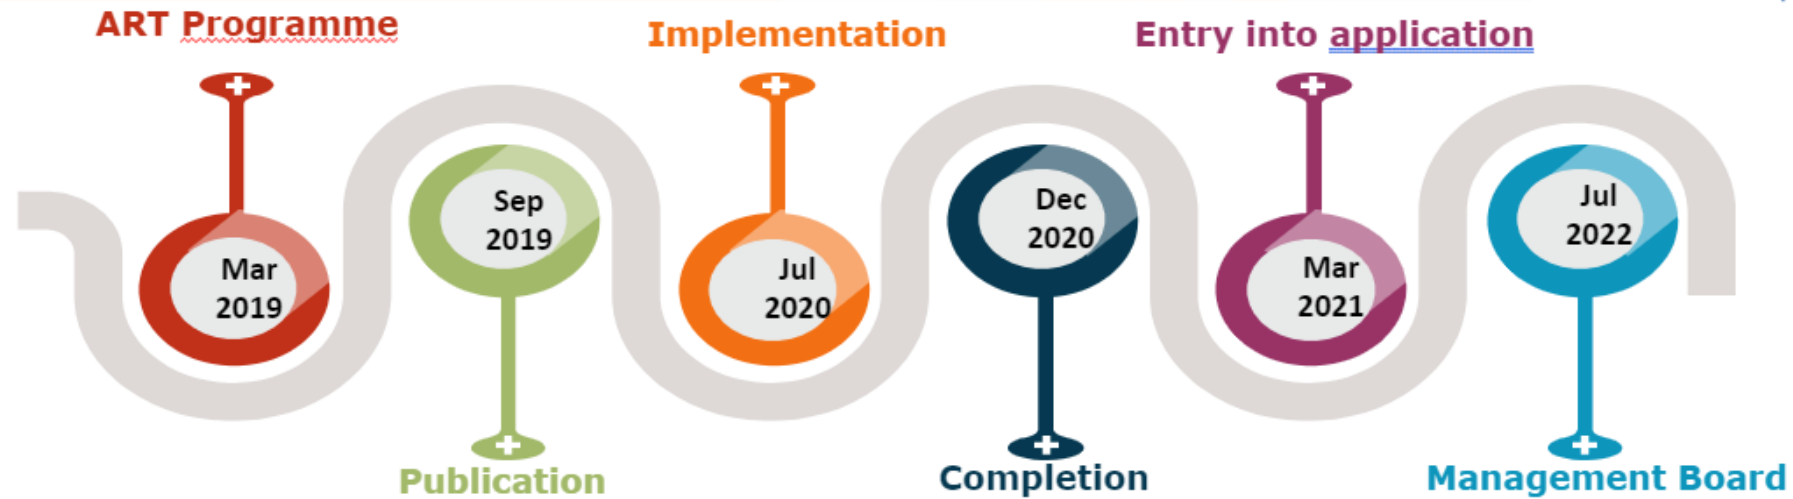 ART Programme
Implementation
Entry into application
Mar
2019
Sep
2019
Jul
2020
Dec
2020
Mar
2021
Jul
2022
Publication
Completion
Management Board